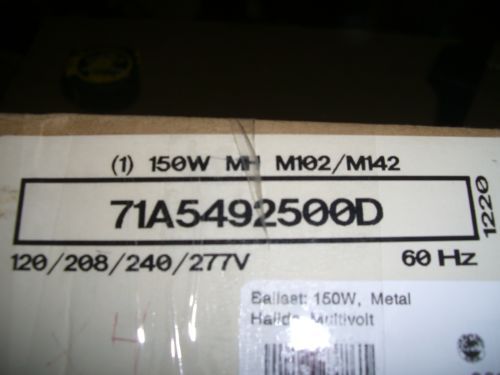 (1) 150W MH M102/M142
71A5492500D
1220
120/208/240/277V 60 Hz
Ballast: 150W, Metal
Halide, Multivolt